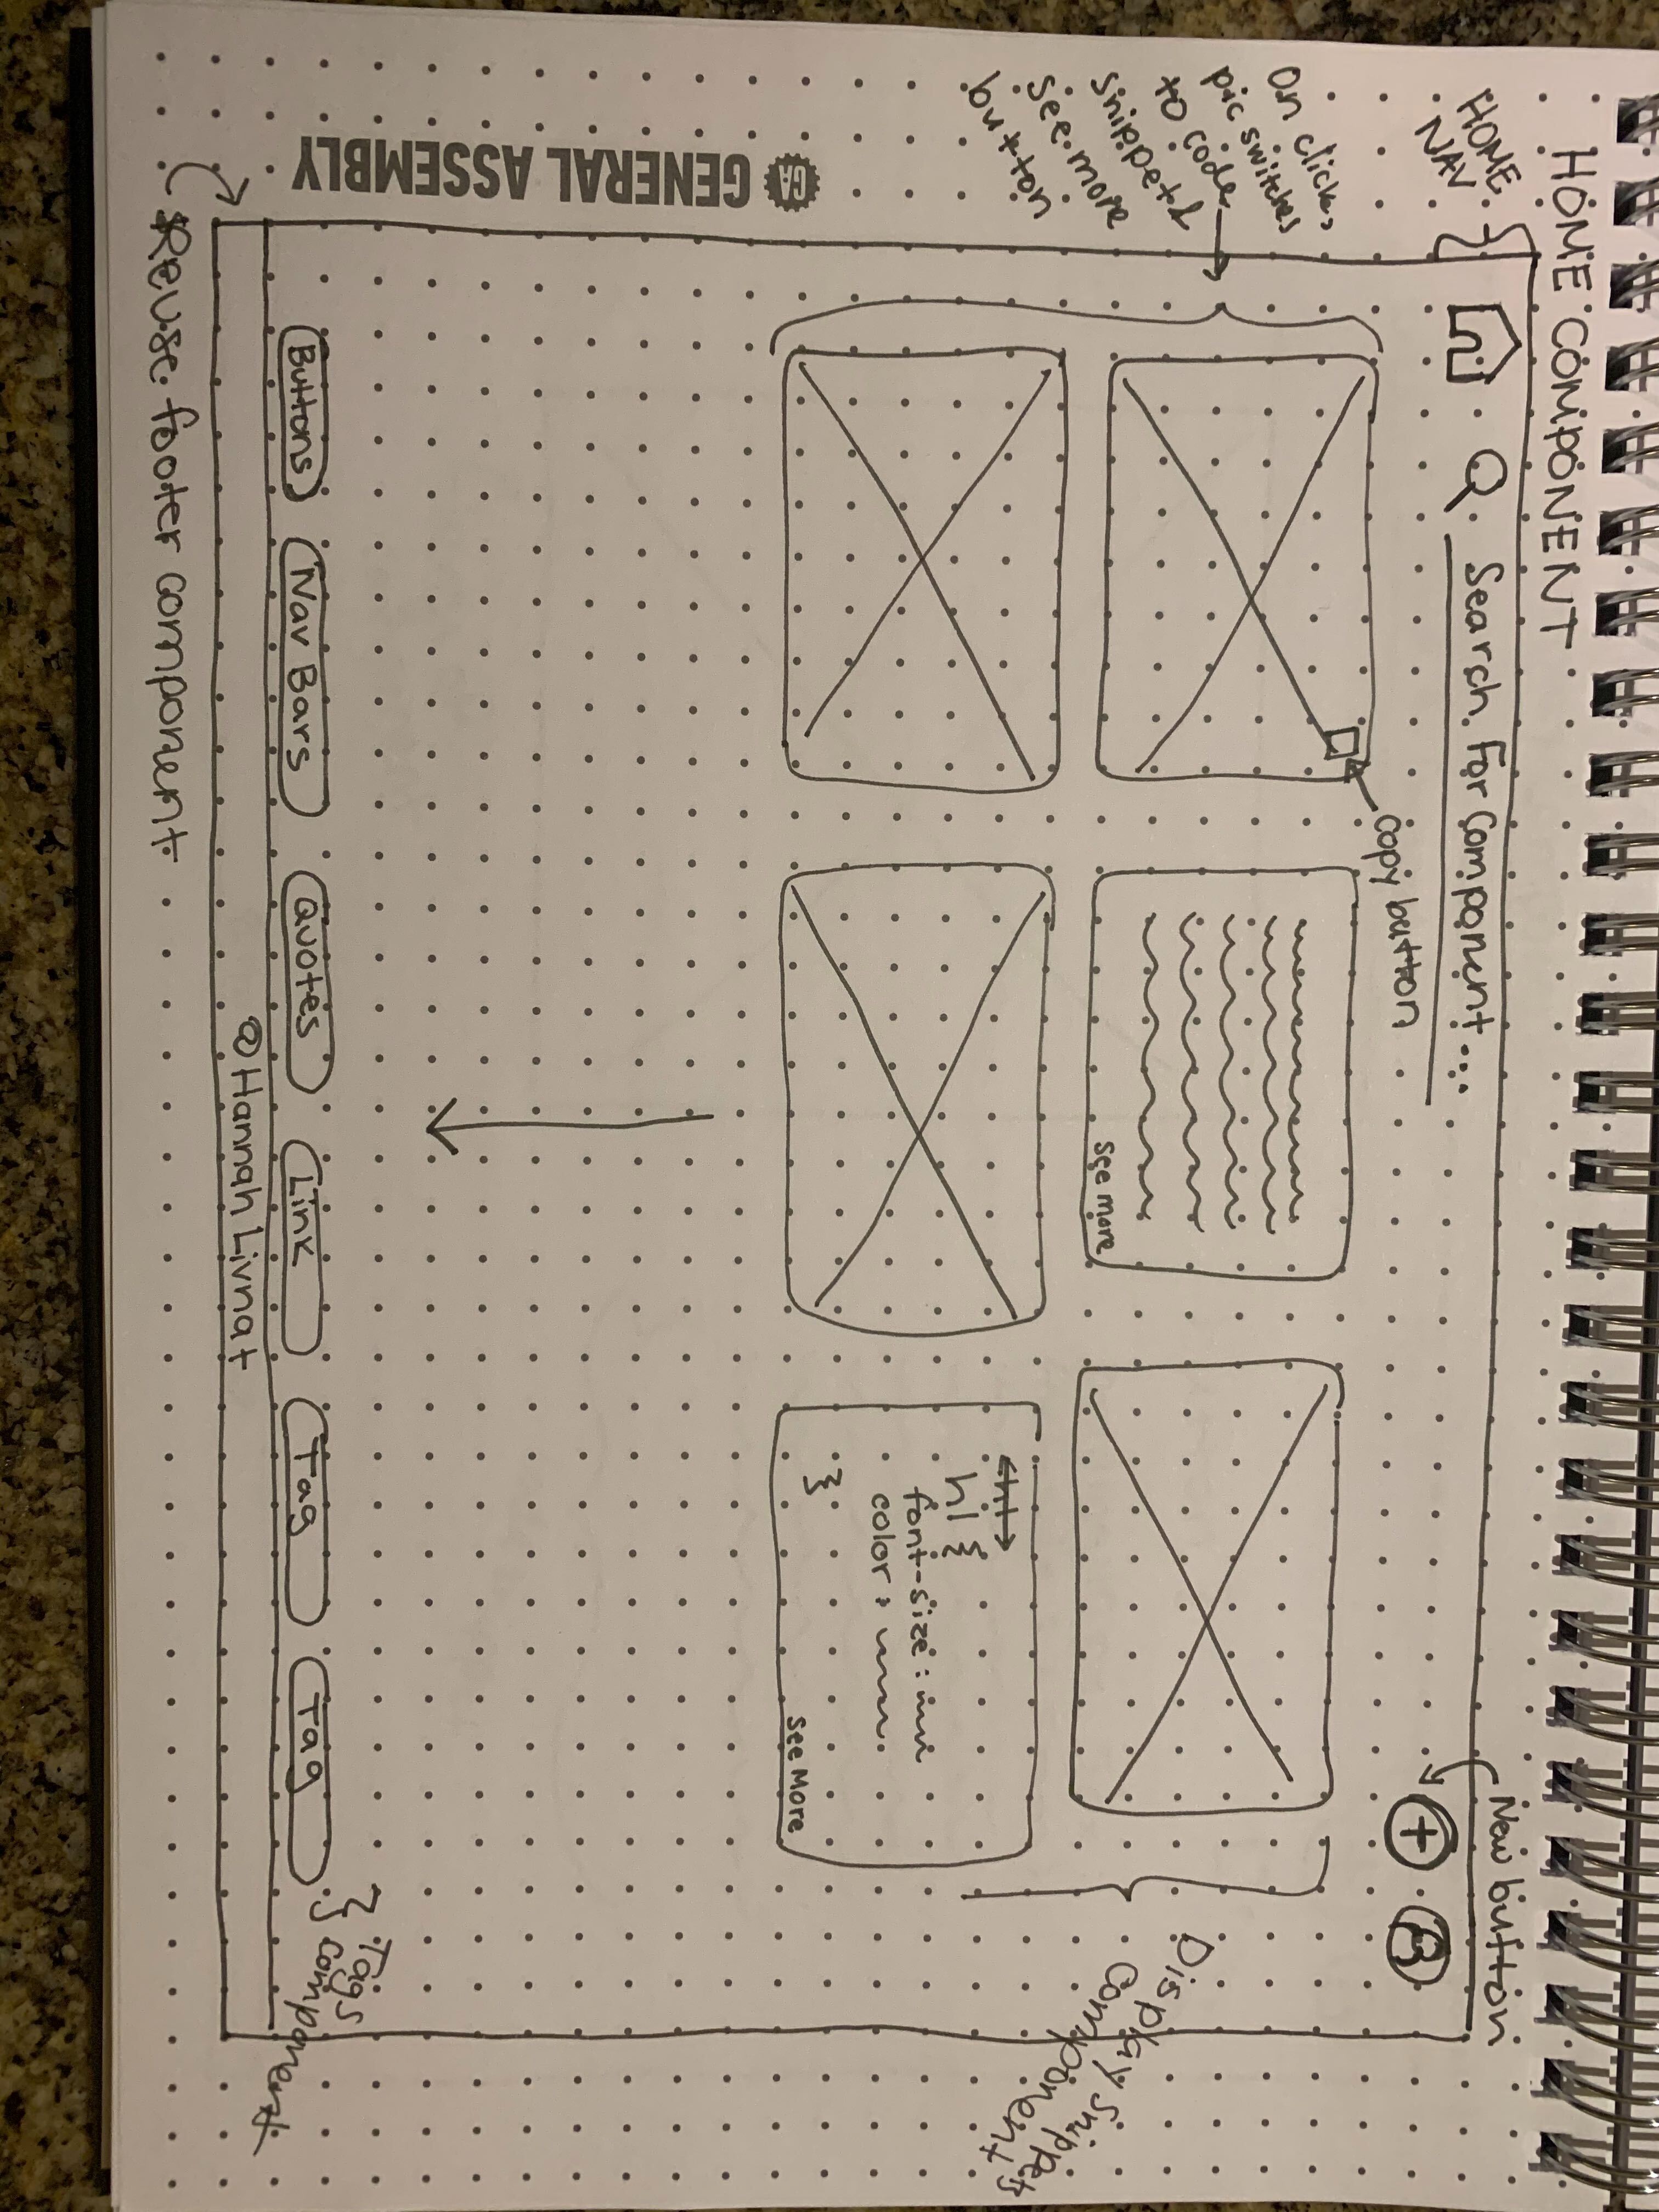 HOME COMPONENT
New button
HOME
NAV
Search For Component...
copy button
On click,
pic switches
to code
snippet &
see more
button
See more
<h1>
h1 {
font-size:
color:
}
See More
Display Snippets
component
Buttons
Nav Bars
Quotes
Link
Tag
Tag
Tags
component
@Hannah Livnat
Reuse footer component
GA GENERAL ASSEMBLY